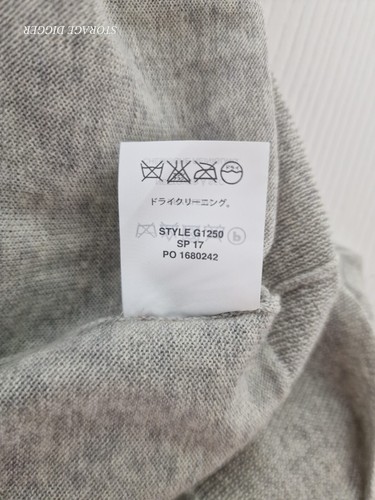 STORAGE DIGGER
ドライクリーニング。
STYLE G1250
SP 17
PO 1680242